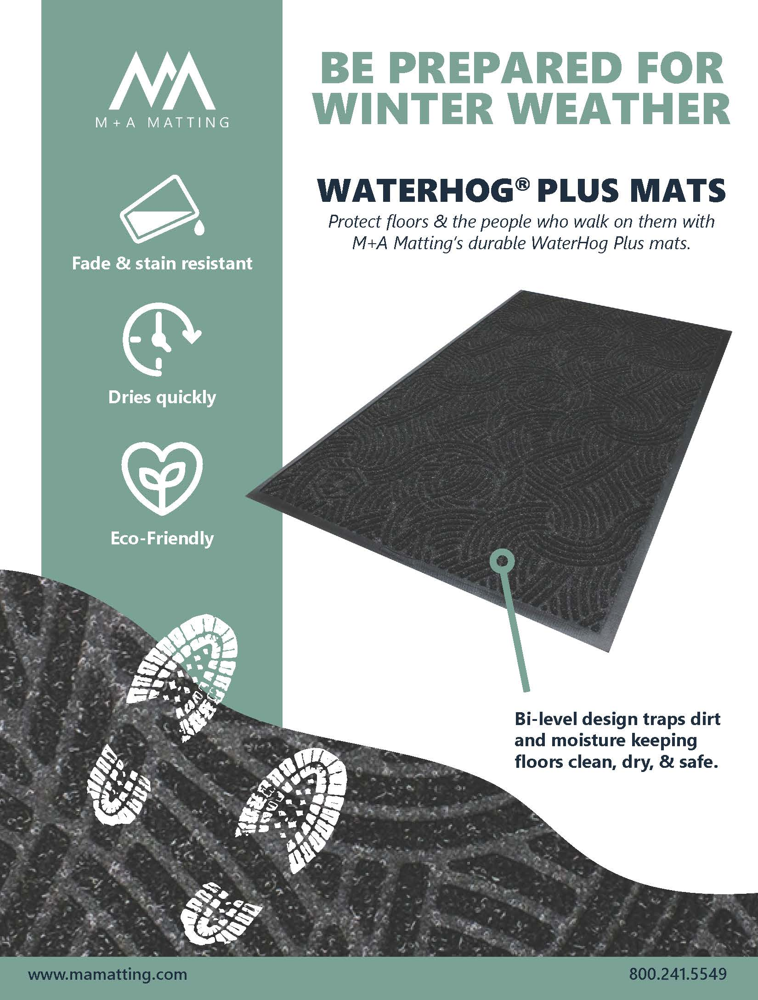 M + A MATTING
BE PREPARED FOR
WINTER WEATHER
WATERHOG® PLUS MATS
Protect floors & the people who walk on them with
M+A Matting’s durable WaterHog Plus mats.
Fade & stain resistant
Dries quickly
Eco-Friendly
Bi-level design traps dirt
and moisture keeping
floors clean, dry, & safe.
www.mamatting.com
800.241.5549